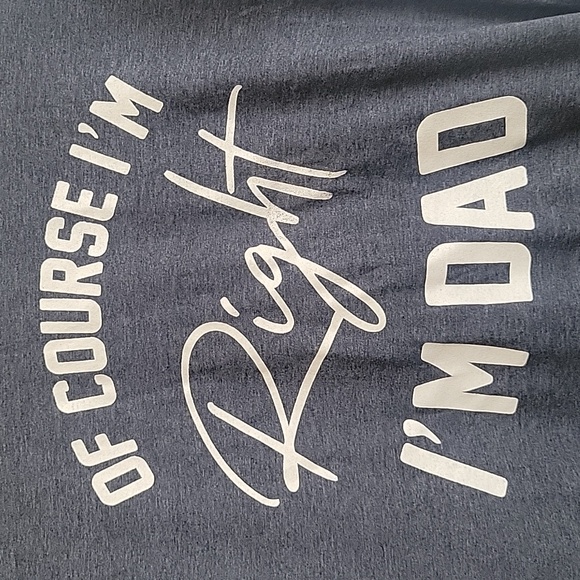 OF COURSE I'M
Right
I'M DAD